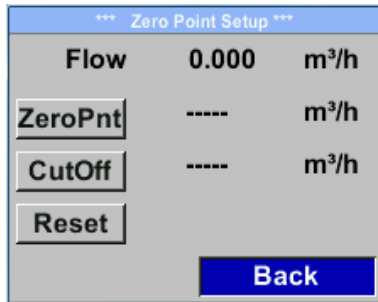 *** Zero Point Setup ***
Flow 0.000 m³/h
ZeroPnt ----- m³/h
CutOff ----- m³/h
Reset
Back